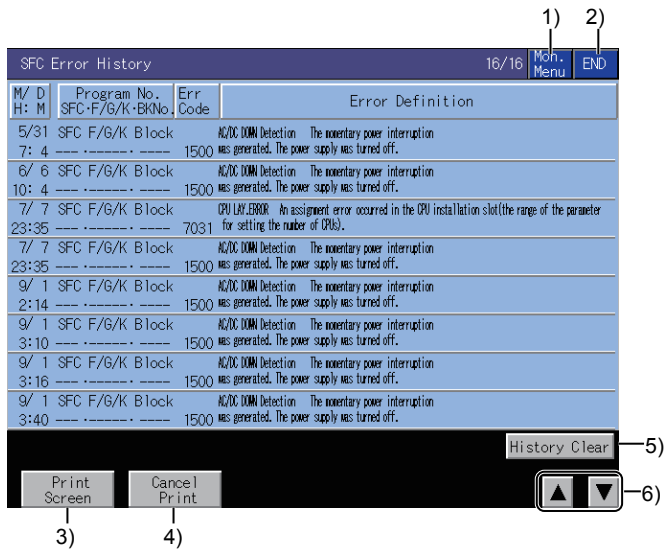 1) 2)
SFC Error History 16/16 Mon. Menu END
M/ D Program No. Err Error Definition
H: M SFC·F/G/K·BKNo. Code
5/31 SFC F/G/K Block AC/DC DOWN Detection The momentary power interruption
7: 4 --- ·-----· ---- 1500 was generated. The power supply was turned off.
6/ 6 SFC F/G/K Block AC/DC DOWN Detection The momentary power interruption
10: 4 --- ·-----· ---- 1500 was generated. The power supply was turned off.
7/ 7 SFC F/G/K Block CPU LAY.ERROR An assignment error occurred in the CPU installation slot(the range of the parameter
23:35 --- ·-----· ---- 7031 for setting the number of CPUs).
7/ 7 SFC F/G/K Block AC/DC DOWN Detection The momentary power interruption
23:35 --- ·-----· ---- 1500 was generated. The power supply was turned off.
9/ 1 SFC F/G/K Block AC/DC DOWN Detection The momentary power interruption
2:14 --- ·-----· ---- 1500 was generated. The power supply was turned off.
9/ 1 SFC F/G/K Block AC/DC DOWN Detection The momentary power interruption
3:10 --- ·-----· ---- 1500 was generated. The power supply was turned off.
9/ 1 SFC F/G/K Block AC/DC DOWN Detection The momentary power interruption
3:16 --- ·-----· ---- 1500 was generated. The power supply was turned off.
9/ 1 SFC F/G/K Block AC/DC DOWN Detection The momentary power interruption
3:40 --- ·-----· ---- 1500 was generated. The power supply was turned off.
History Clear 5)
Print Cancel
Screen Print
▲ ▼ 6)
3) 4)